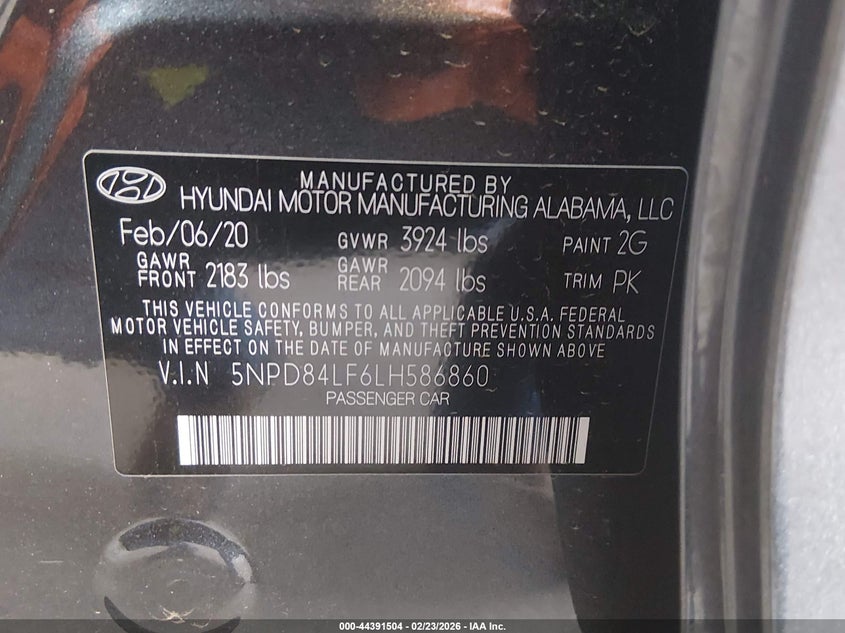 MANUFACTURED BY
HYUNDAI MOTOR MANUFACTURING ALABAMA, LLC
Feb/06/20 GVWR 3924 lbs PAINT 2G
GAWR FRONT 2183 lbs GAWR REAR 2094 lbs TRIM PK
THIS VEHICLE CONFORMS TO ALL APPLICABLE U.S.A. FEDERAL
MOTOR VEHICLE SAFETY, BUMPER, AND THEFT PREVENTION STANDARDS
IN EFFECT ON THE DATE OF MANUFACTURE SHOWN ABOVE
V.I.N 5NPD84LF6LH586860
PASSENGER CAR
000-44391504 - 02/23/2026 - IAA Inc.